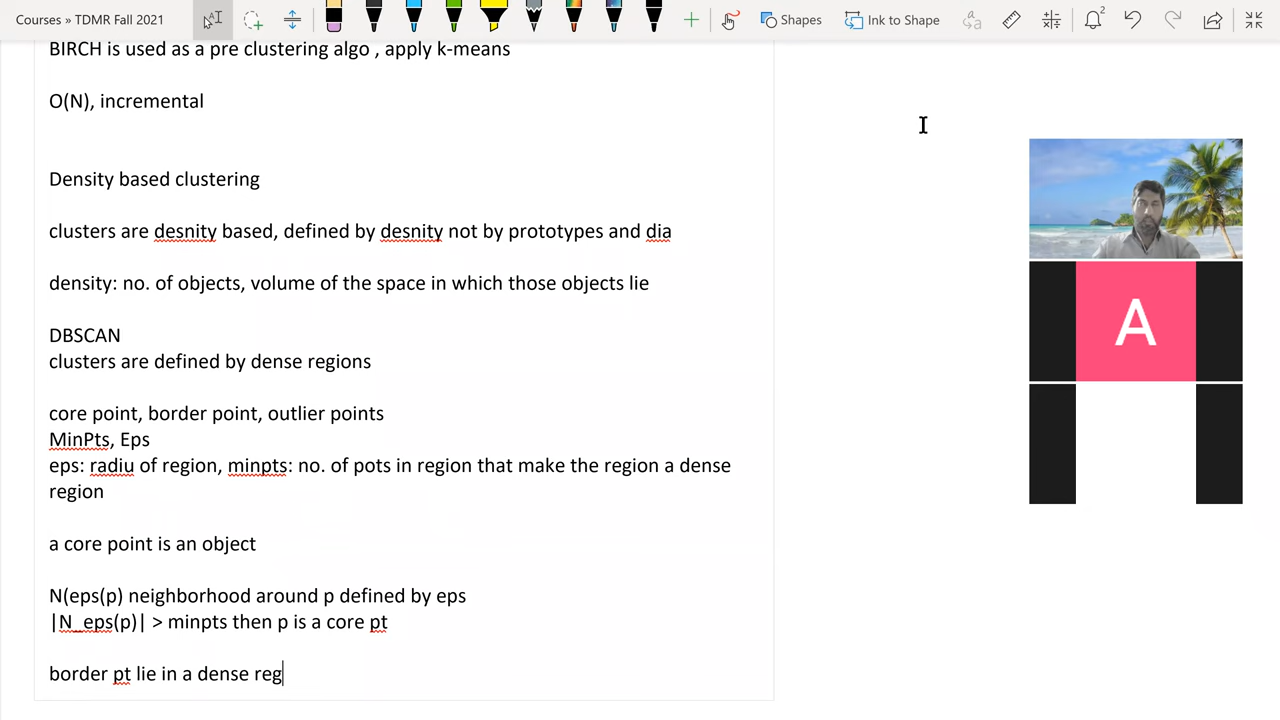 Courses » TDMR Fall 2021
Shapes
Ink to Shape
BIRCH is used as a pre clustering algo , apply k-means
O(N), incremental
Density based clustering
clusters are desnity based, defined by desnity not by prototypes and dia
density: no. of objects, volume of the space in which those objects lie
DBSCAN
clusters are defined by dense regions
core point, border point, outlier points
MinPts, Eps
eps: radiu of region, minpts: no. of pots in region that make the region a dense
region
a core point is an object
N(eps(p) neighborhood around p defined by eps
|N_eps(p)| > minpts then p is a core pt
border pt lie in a dense reg
A